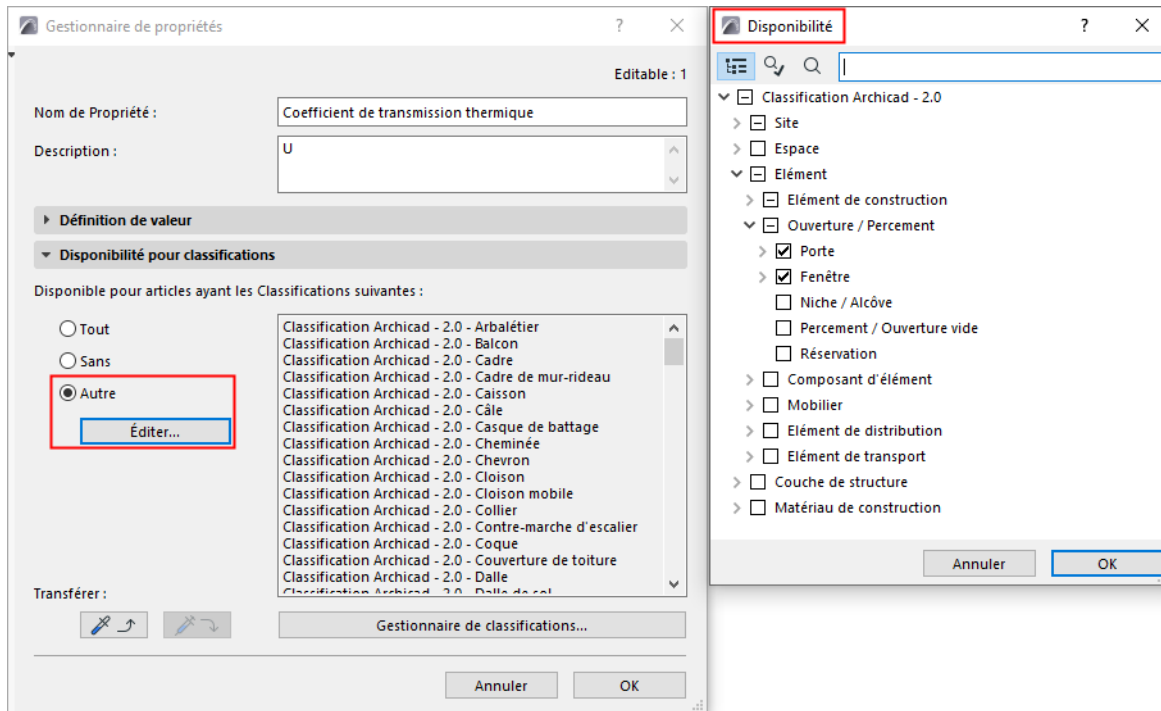 Gestionnaire de propriétés
Editable : 1
Nom de Propriété :
Coefficient de transmission thermique
Description :
U
Définition de valeur
Disponibilité pour classifications
Disponible pour articles ayant les Classifications suivantes :
Tout
Sans
Autre
Éditer...
Classification Archicad - 2.0 - Arbalétier
Classification Archicad - 2.0 - Balcon
Classification Archicad - 2.0 - Cadre
Classification Archicad - 2.0 - Cadre de mur-rideau
Classification Archicad - 2.0 - Caisson
Classification Archicad - 2.0 - Câle
Classification Archicad - 2.0 - Casque de battage
Classification Archicad - 2.0 - Cheminée
Classification Archicad - 2.0 - Chevron
Classification Archicad - 2.0 - Cloison
Classification Archicad - 2.0 - Cloison mobile
Classification Archicad - 2.0 - Collier
Classification Archicad - 2.0 - Contre-marche d'escalier
Classification Archicad - 2.0 - Coque
Classification Archicad - 2.0 - Couverture de toiture
Classification Archicad - 2.0 - Dalle
Classification Archicad - 2.0 - Dalle de sol
Transférer :
Gestionnaire de classifications...
Annuler
OK
Disponibilité
Classification Archicad - 2.0
Site
Espace
Elément
Elément de construction
Ouverture / Percement
Porte
Fenêtre
Niche / Alcôve
Percement / Ouverture vide
Réservation
Composant d'élément
Mobilier
Elément de distribution
Elément de transport
Couche de structure
Matériau de construction
Annuler
OK